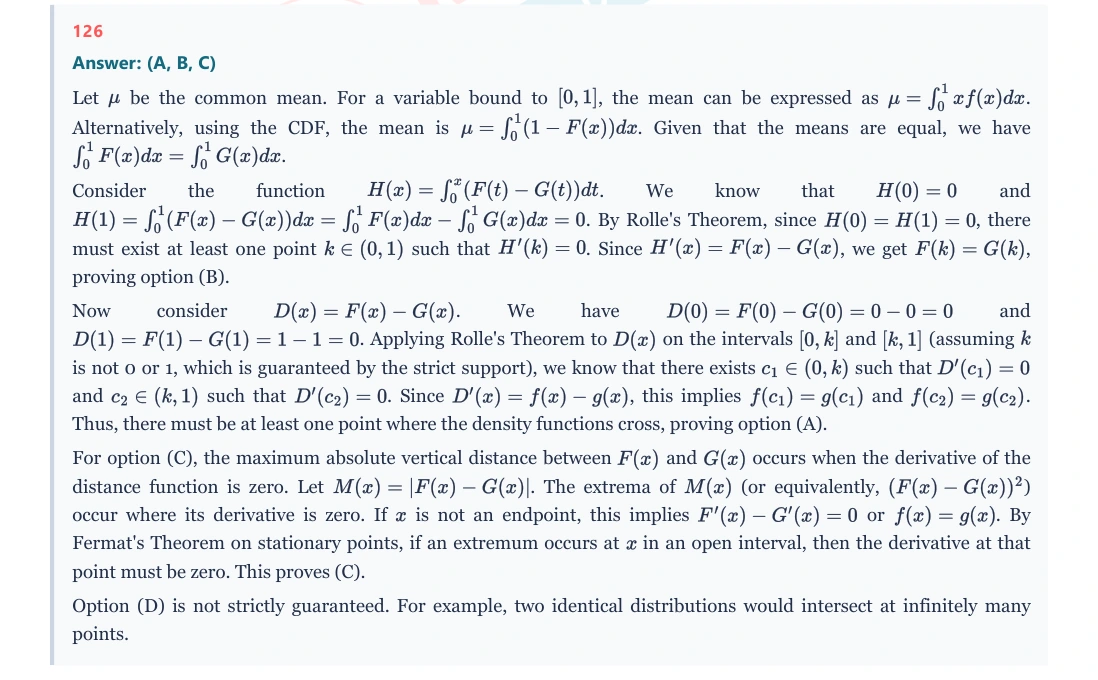 126
Answer: (A, B, C)
Let μ be the common mean. For a variable bound to [0, 1], the mean can be expressed as μ = ∫₀¹ xf(x)dx.
Alternatively, using the CDF, the mean is μ = ∫₀¹(1 − F(x))dx. Given that the means are equal, we have
∫₀¹ F(x)dx = ∫₀¹ G(x)dx.
Consider the function H(x) = ∫₀ˣ(F(t) − G(t))dt. We know that H(0) = 0 and
H(1) = ∫₀¹(F(x) − G(x))dx = ∫₀¹ F(x)dx − ∫₀¹ G(x)dx = 0. By Rolle's Theorem, since H(0) = H(1) = 0, there
must exist at least one point k ∈ (0, 1) such that H′(k) = 0. Since H′(x) = F(x) − G(x), we get F(k) = G(k),
proving option (B).
Now consider D(x) = F(x) − G(x). We have D(0) = F(0) − G(0) = 0 − 0 = 0 and
D(1) = F(1) − G(1) = 1 − 1 = 0. Applying Rolle's Theorem to D(x) on the intervals [0, k] and [k, 1] (assuming k
is not 0 or 1, which is guaranteed by the strict support), we know that there exists c₁ ∈ (0, k) such that D′(c₁) = 0
and c₂ ∈ (k, 1) such that D′(c₂) = 0. Since D′(x) = f(x) − g(x), this implies f(c₁) = g(c₁) and f(c₂) = g(c₂).
Thus, there must be at least one point where the density functions cross, proving option (A).
For option (C), the maximum absolute vertical distance between F(x) and G(x) occurs when the derivative of the
distance function is zero. Let M(x) = |F(x) − G(x)|. The extrema of M(x) (or equivalently, (F(x) − G(x))²)
occur where its derivative is zero. If x is not an endpoint, this implies F′(x) − G′(x) = 0 or f(x) = g(x). By
Fermat's Theorem on stationary points, if an extremum occurs at x in an open interval, then the derivative at that
point must be zero. This proves (C).
Option (D) is not strictly guaranteed. For example, two identical distributions would intersect at infinitely many
points.